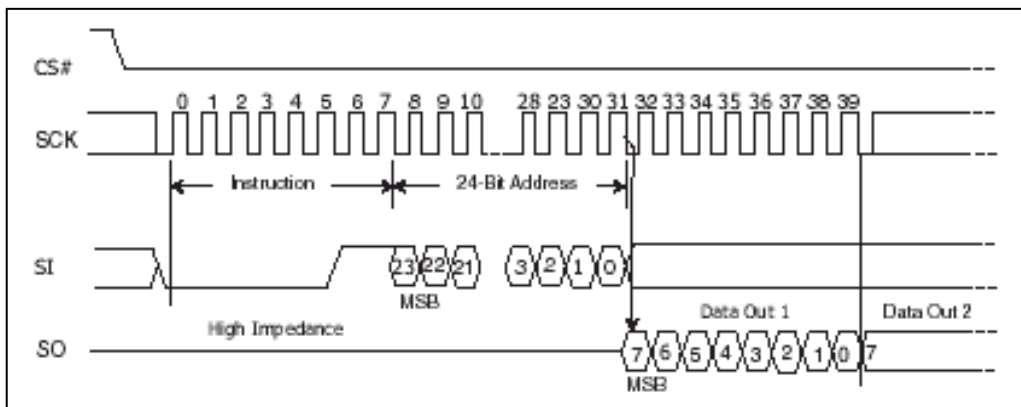 CS#
0 1 2 3 4 5 6 7 8 9 10 28 23 30 31 32 33 34 35 36 37 38 39
SCK
Instruction 24-Bit Address
SI 23 22 21 3 2 1 0
MSB Data Out 1 Data Out 2
High Impedance
SO 7 6 5 4 3 2 1 0 7
MSB